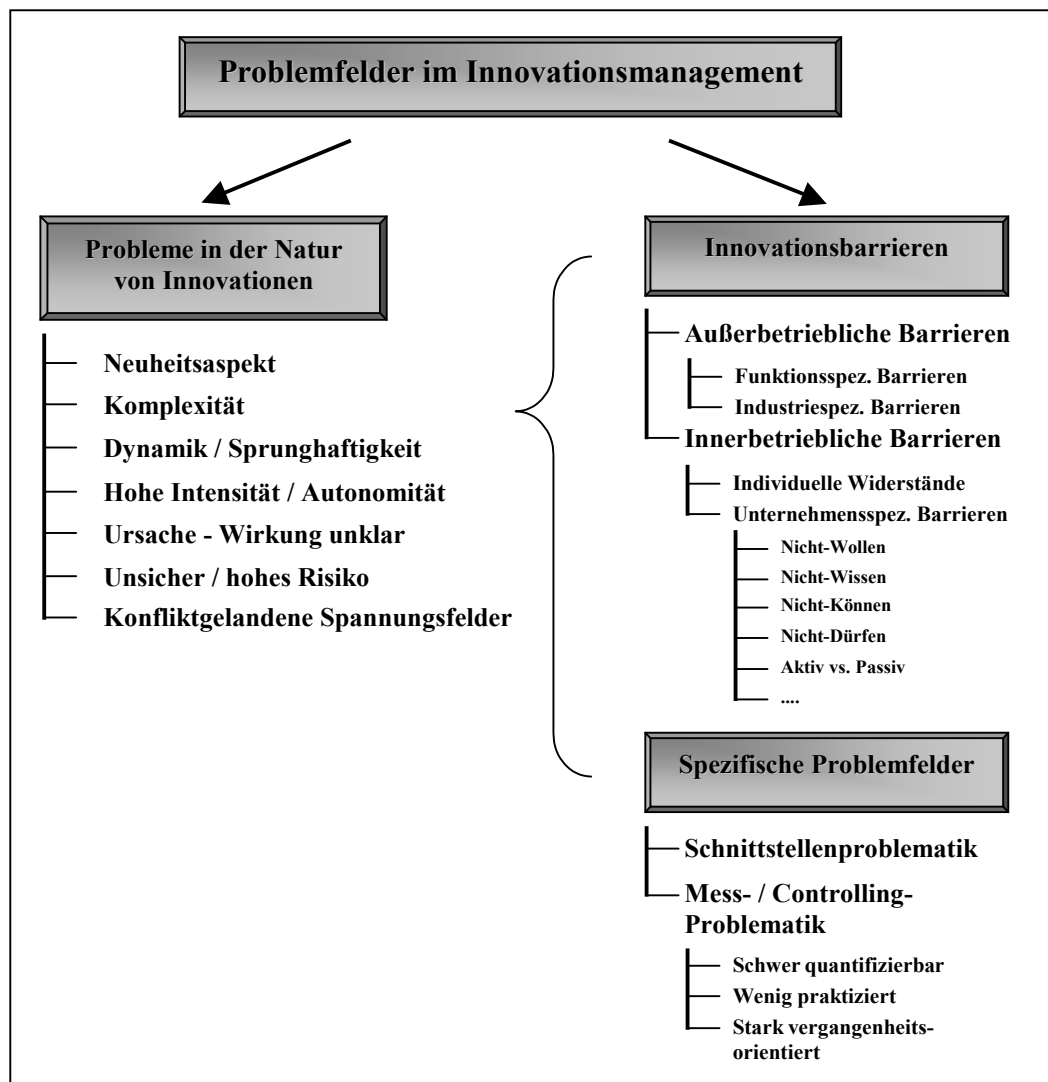 Problemfelder im Innovationsmanagement
Probleme in der Natur
von Innovationen
Neuheitsaspekt
Komplexität
Dynamik / Sprunghaftigkeit
Hohe Intensität / Autonomität
Ursache - Wirkung unklar
Unsicher / hohes Risiko
Konfliktgelandene Spannungsfelder
Innovationsbarrieren
Außerbetriebliche Barrieren
Funktionsspez. Barrieren
Industriespez. Barrieren
Innerbetriebliche Barrieren
Individuelle Widerstände
Unternehmensspez. Barrieren
Nicht-Wollen
Nicht-Wissen
Nicht-Können
Nicht-Dürfen
Aktiv vs. Passiv
....
Spezifische Problemfelder
Schnittstellenproblematik
Mess- / Controlling-
Problematik
Schwer quantifizierbar
Wenig praktiziert
Stark vergangenheits-
orientiert